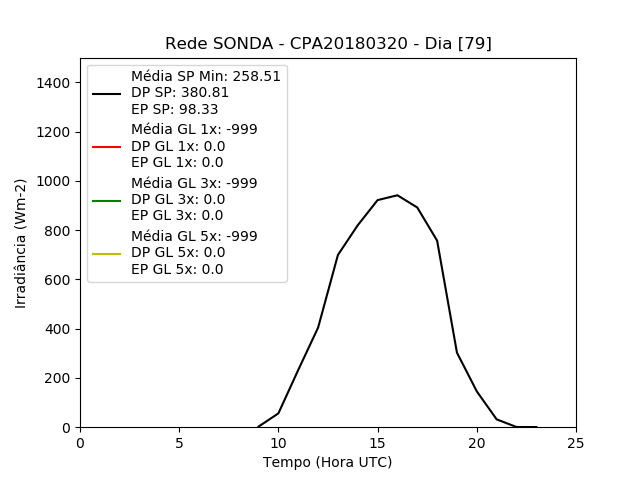 Rede SONDA - CPA20180320 - Dia [79]
Média SP Min: 258.51
DP SP: 380.81
EP SP: 98.33
Média GL 1x: -999
DP GL 1x: 0.0
EP GL 1x: 0.0
Média GL 3x: -999
DP GL 3x: 0.0
EP GL 3x: 0.0
Média GL 5x: -999
DP GL 5x: 0.0
EP GL 5x: 0.0
Irradiância (Wm-2)
1400
1200
1000
800
600
400
200
0
0 5 10 15 20 25
Tempo (Hora UTC)